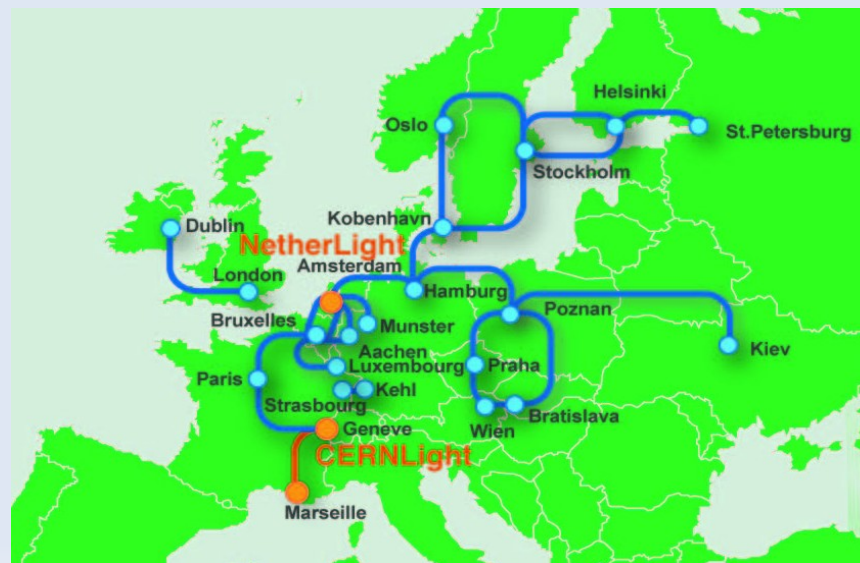 Helsinki
Oslo
St.Petersburg
Stockholm
Kobenhavn
Dublin
NetherLight
Amsterdam
London
Hamburg
Poznan
Bruxelles
Munster
Kiev
Aachen
Luxembourg
Praha
Paris
Strasbourg
Kehl
Bratislava
Wien
Geneve
CERNLight
Marseille